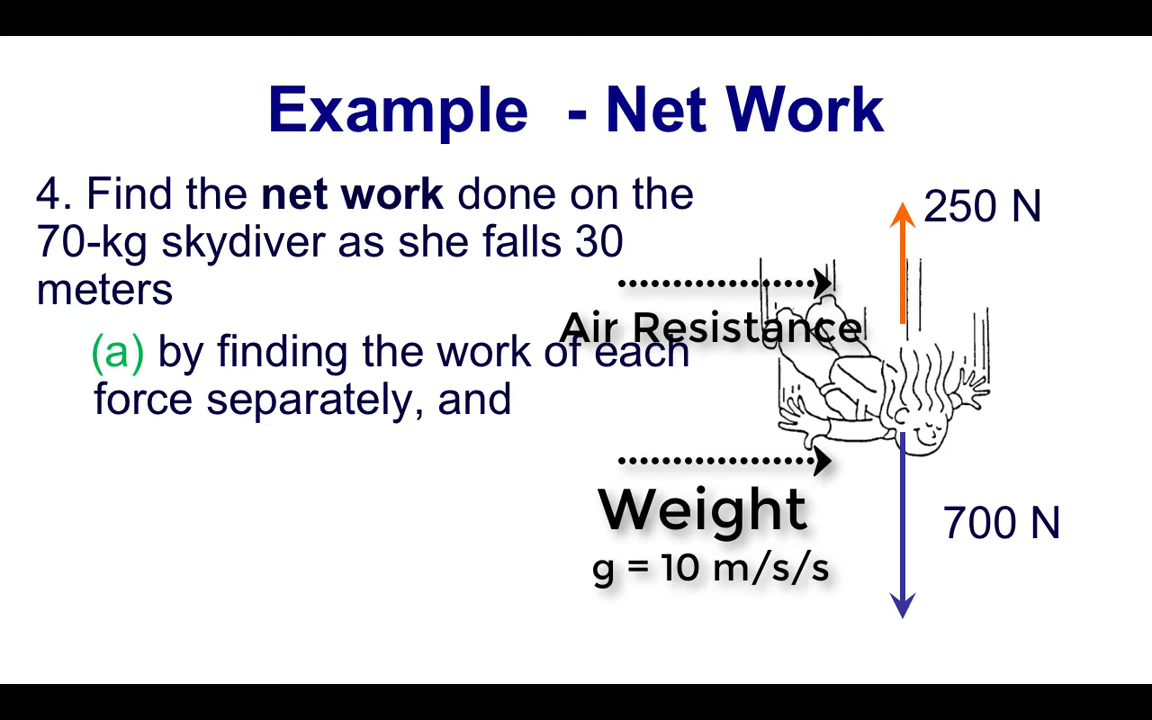 Example - Net Work
4. Find the net work done on the
70-kg skydiver as she falls 30
meters
(a) by finding the work of each
force separately, and
250 N
Air Resistance
Weight
g = 10 m/s/s
700 N